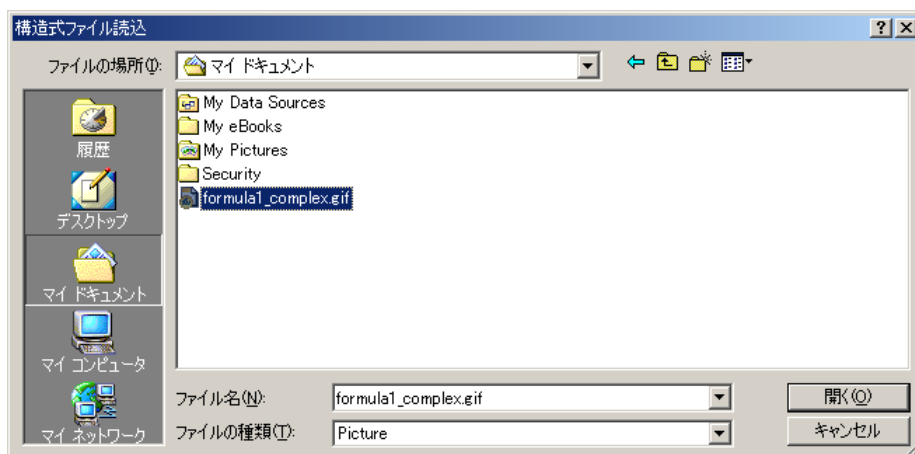 構造式ファイル読込
ファイルの場所(I):
マイ ドキュメント
履歴
デスクトップ
マイ ドキュメント
マイ コンピュータ
マイ ネットワーク
My Data Sources
My eBooks
My Pictures
Security
formula1_complex.gif
ファイル名(N):
formula1_complex.gif
開く(O)
ファイルの種類(T):
Picture
キャンセル